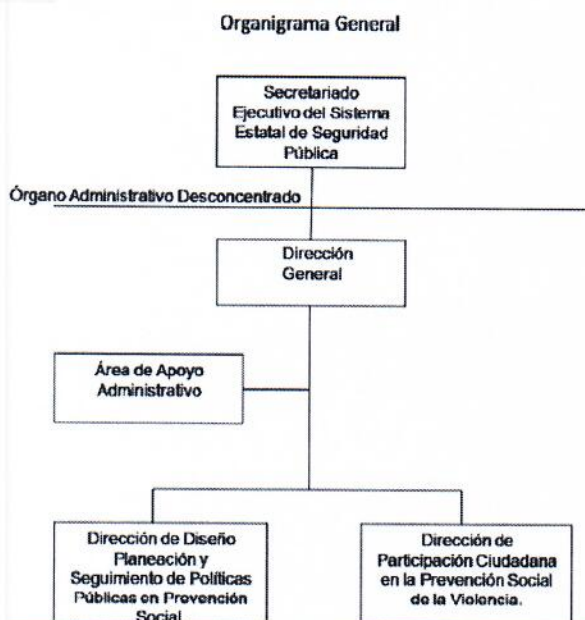 Organigrama General
Secretariado
Ejecutivo del Sistema
Estatal de Seguridad
Pública
Órgano Administrativo Desconcentrado
Dirección
General
Área de Apoyo
Administrativo
Dirección de Diseño
Planeación y
Seguimiento de Políticas
Públicas en Prevención
Social
Dirección de
Participación Ciudadana
en la Prevención Social
de la Violencia.